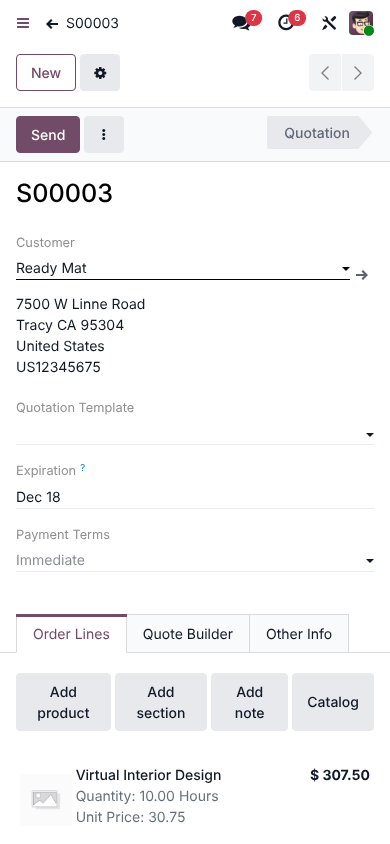 S00003
7
6
New
Send
Quotation
S00003
Customer
Ready Mat
7500 W Linne Road
Tracy CA 95304
United States
US12345675
Quotation Template
Expiration ?
Dec 18
Payment Terms
Immediate
Order Lines
Quote Builder
Other Info
Add
product
Add
section
Add
note
Catalog
Virtual Interior Design
$ 307.50
Quantity: 10.00 Hours
Unit Price: 30.75